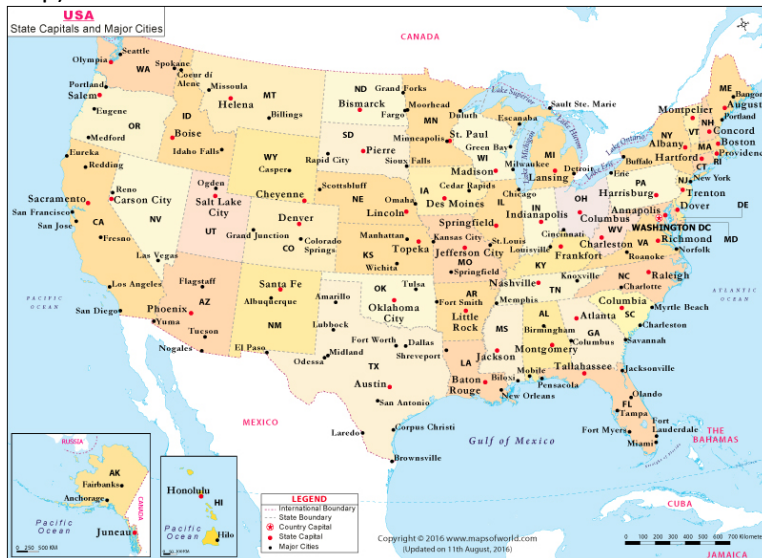 USA
State Capitals and Major Cities
CANADA
Seattle
Olympia
WA
Spokane
Coeur dí
Alene
Portland
Salem
Eugene
OR
Medford
Missoula
Helena
MT
Billings
ID
Boise
Idaho Falls
ND
Grand Forks
Bismarck
Fargo
Moorhead
MN
Duluth
Minneapolis
St. Paul
SD
Pierre
Rapid City
Sioux Falls
Lake Superior
Sault Ste. Marie
Escanaba
Green Bay
WI
Milwaukee
Madison
Lake Michigan
Lake Huron
MI
Lansing
Detroit
Lake Ontario
Lake Erie
Buffalo
Erie
ME
Bangor
August
Montpelier
VT
NH
Portland
Concord
NY
Albany
MA
Boston
Hartford
CT
RI
Providenc
New York
NJ
PA
Harrisburg
Trenton
Dover
DE
Annapolis
WASHINGTON DC
MD
Eureka
Redding
Sacramento
San Francisco
San Jose
CA
Fresno
Los Angeles
San Diego
Reno
Carson City
NV
Las Vegas
Ogden
Salt Lake
City
UT
WY
Casper
Cheyenne
Scottsbluff
NE
Omaha
Lincoln
Denver
Grand Junction
Colorado
Springs
CO
IA
Cedar Rapids
Des Moines
Chicago
IL
Springfield
IN
Indianapolis
OH
Columbus
Cincinnati
WV
Charleston
VA
Richmond
Norfolk
Roanoke
Manhattan
Topeka
KS
Wichita
Kansas City
Jefferson City
MO
St.Louis
Springfield
Louisville
Frankfort
KY
Knoxville
Nashville
TN
Memphis
NC
Raleigh
Charlotte
Columbia
SC
Myrtle Beach
Charleston
Flagstaff
AZ
Phoenix
Yuma
Tucson
Nogales
Santa Fe
Albuquerque
NM
El Paso
Amarillo
Lubbock
OK
Tulsa
Oklahoma
City
AR
Fort Smith
Little
Rock
Fort Worth
Dallas
Midland
Odessa
TX
Austin
San Antonio
Laredo
Corpus Christi
Brownsville
Shreveport
LA
Baton
Rouge
New Orleans
MS
Jackson
Biloxi
AL
Birmingham
Montgomery
Mobile
Pensacola
Atlanta
GA
Columbus
Savannah
Tallahassee
Jacksonville
FL
Olando
Tampa
Fort Myers
Fort
Lauderdale
Miami
PACIFIC
OCEAN
ATLANTIC
OCEAN
MEXICO
Gulf of Mexico
Straits of Florida
THE
BAHAMAS
CUBA
JAMAICA
RUSSIA
AK
Fairbanks
Anchorage
CANADA
Juneau
Pacific
Ocean
0 250 500 KM
Honolulu
HI
Hilo
Pacific
Ocean
LEGEND
International Boundary
State Boundary
Country Capital
State Capital
Major Cities
Copyright © 2016 www.mapsofworld.com
(Updated on 11th August, 2016)